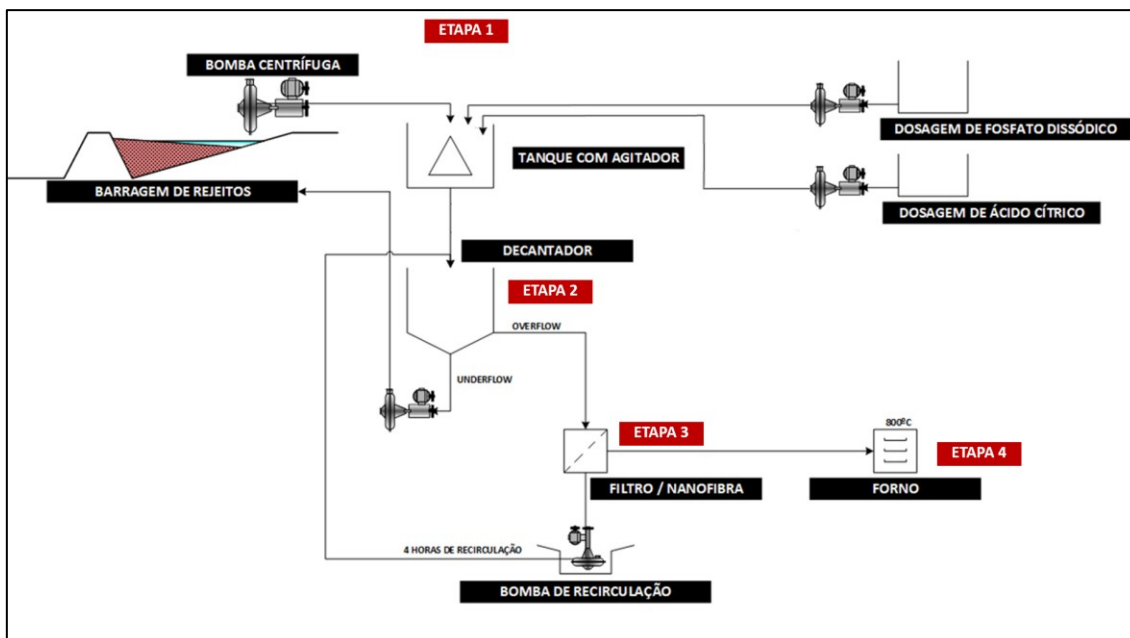 ETAPA 1
BOMBA CENTRÍFUGA
DOSAGEM DE FOSFATO DISSÓDICO
TANQUE COM AGITADOR
BARRAGEM DE REJEITOS
DOSAGEM DE ÁCIDO CÍTRICO
DECANTADOR
ETAPA 2
OVERFLOW
UNDERFLOW
800ºC
ETAPA 3
ETAPA 4
FILTRO / NANOFIBRA
FORNO
4 HORAS DE RECIRCULAÇÃO
BOMBA DE RECIRCULAÇÃO